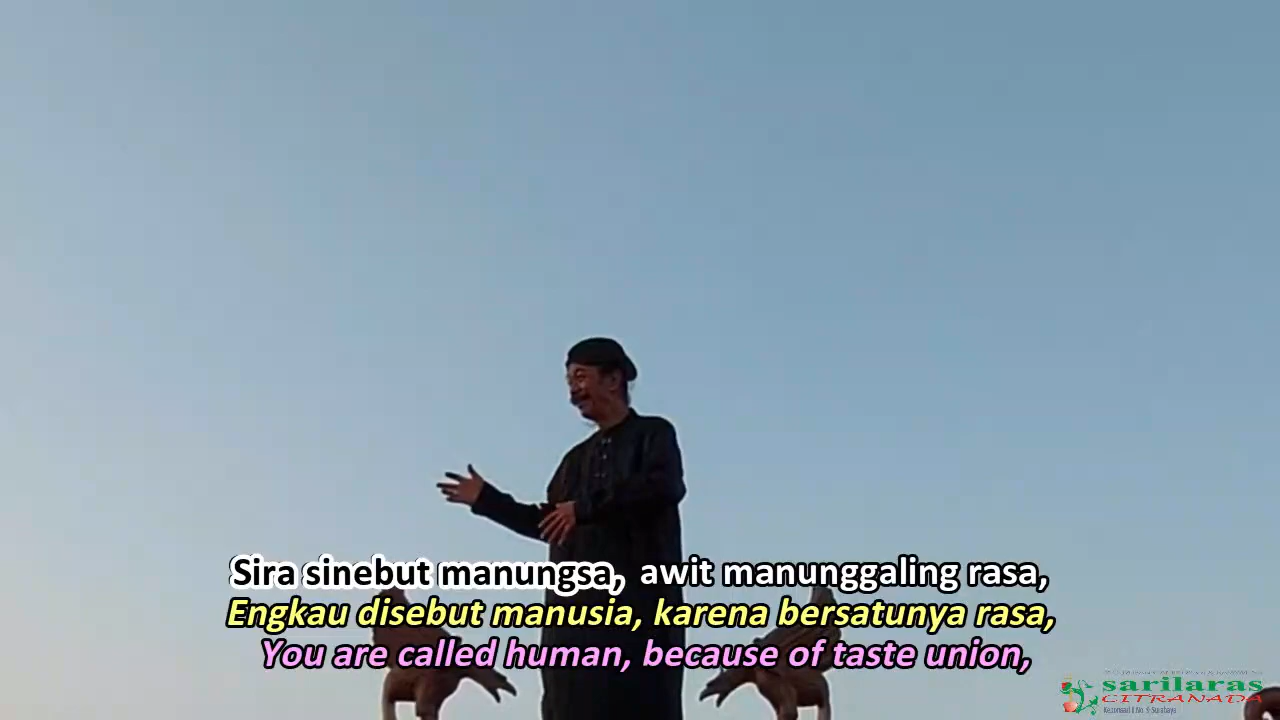 Sira sinebut manungsa, awit manunggaling rasa,
Engkau disebut manusia, karena bersatunya rasa,
You are called human, because of taste union,
sarilaras
CITRANADA